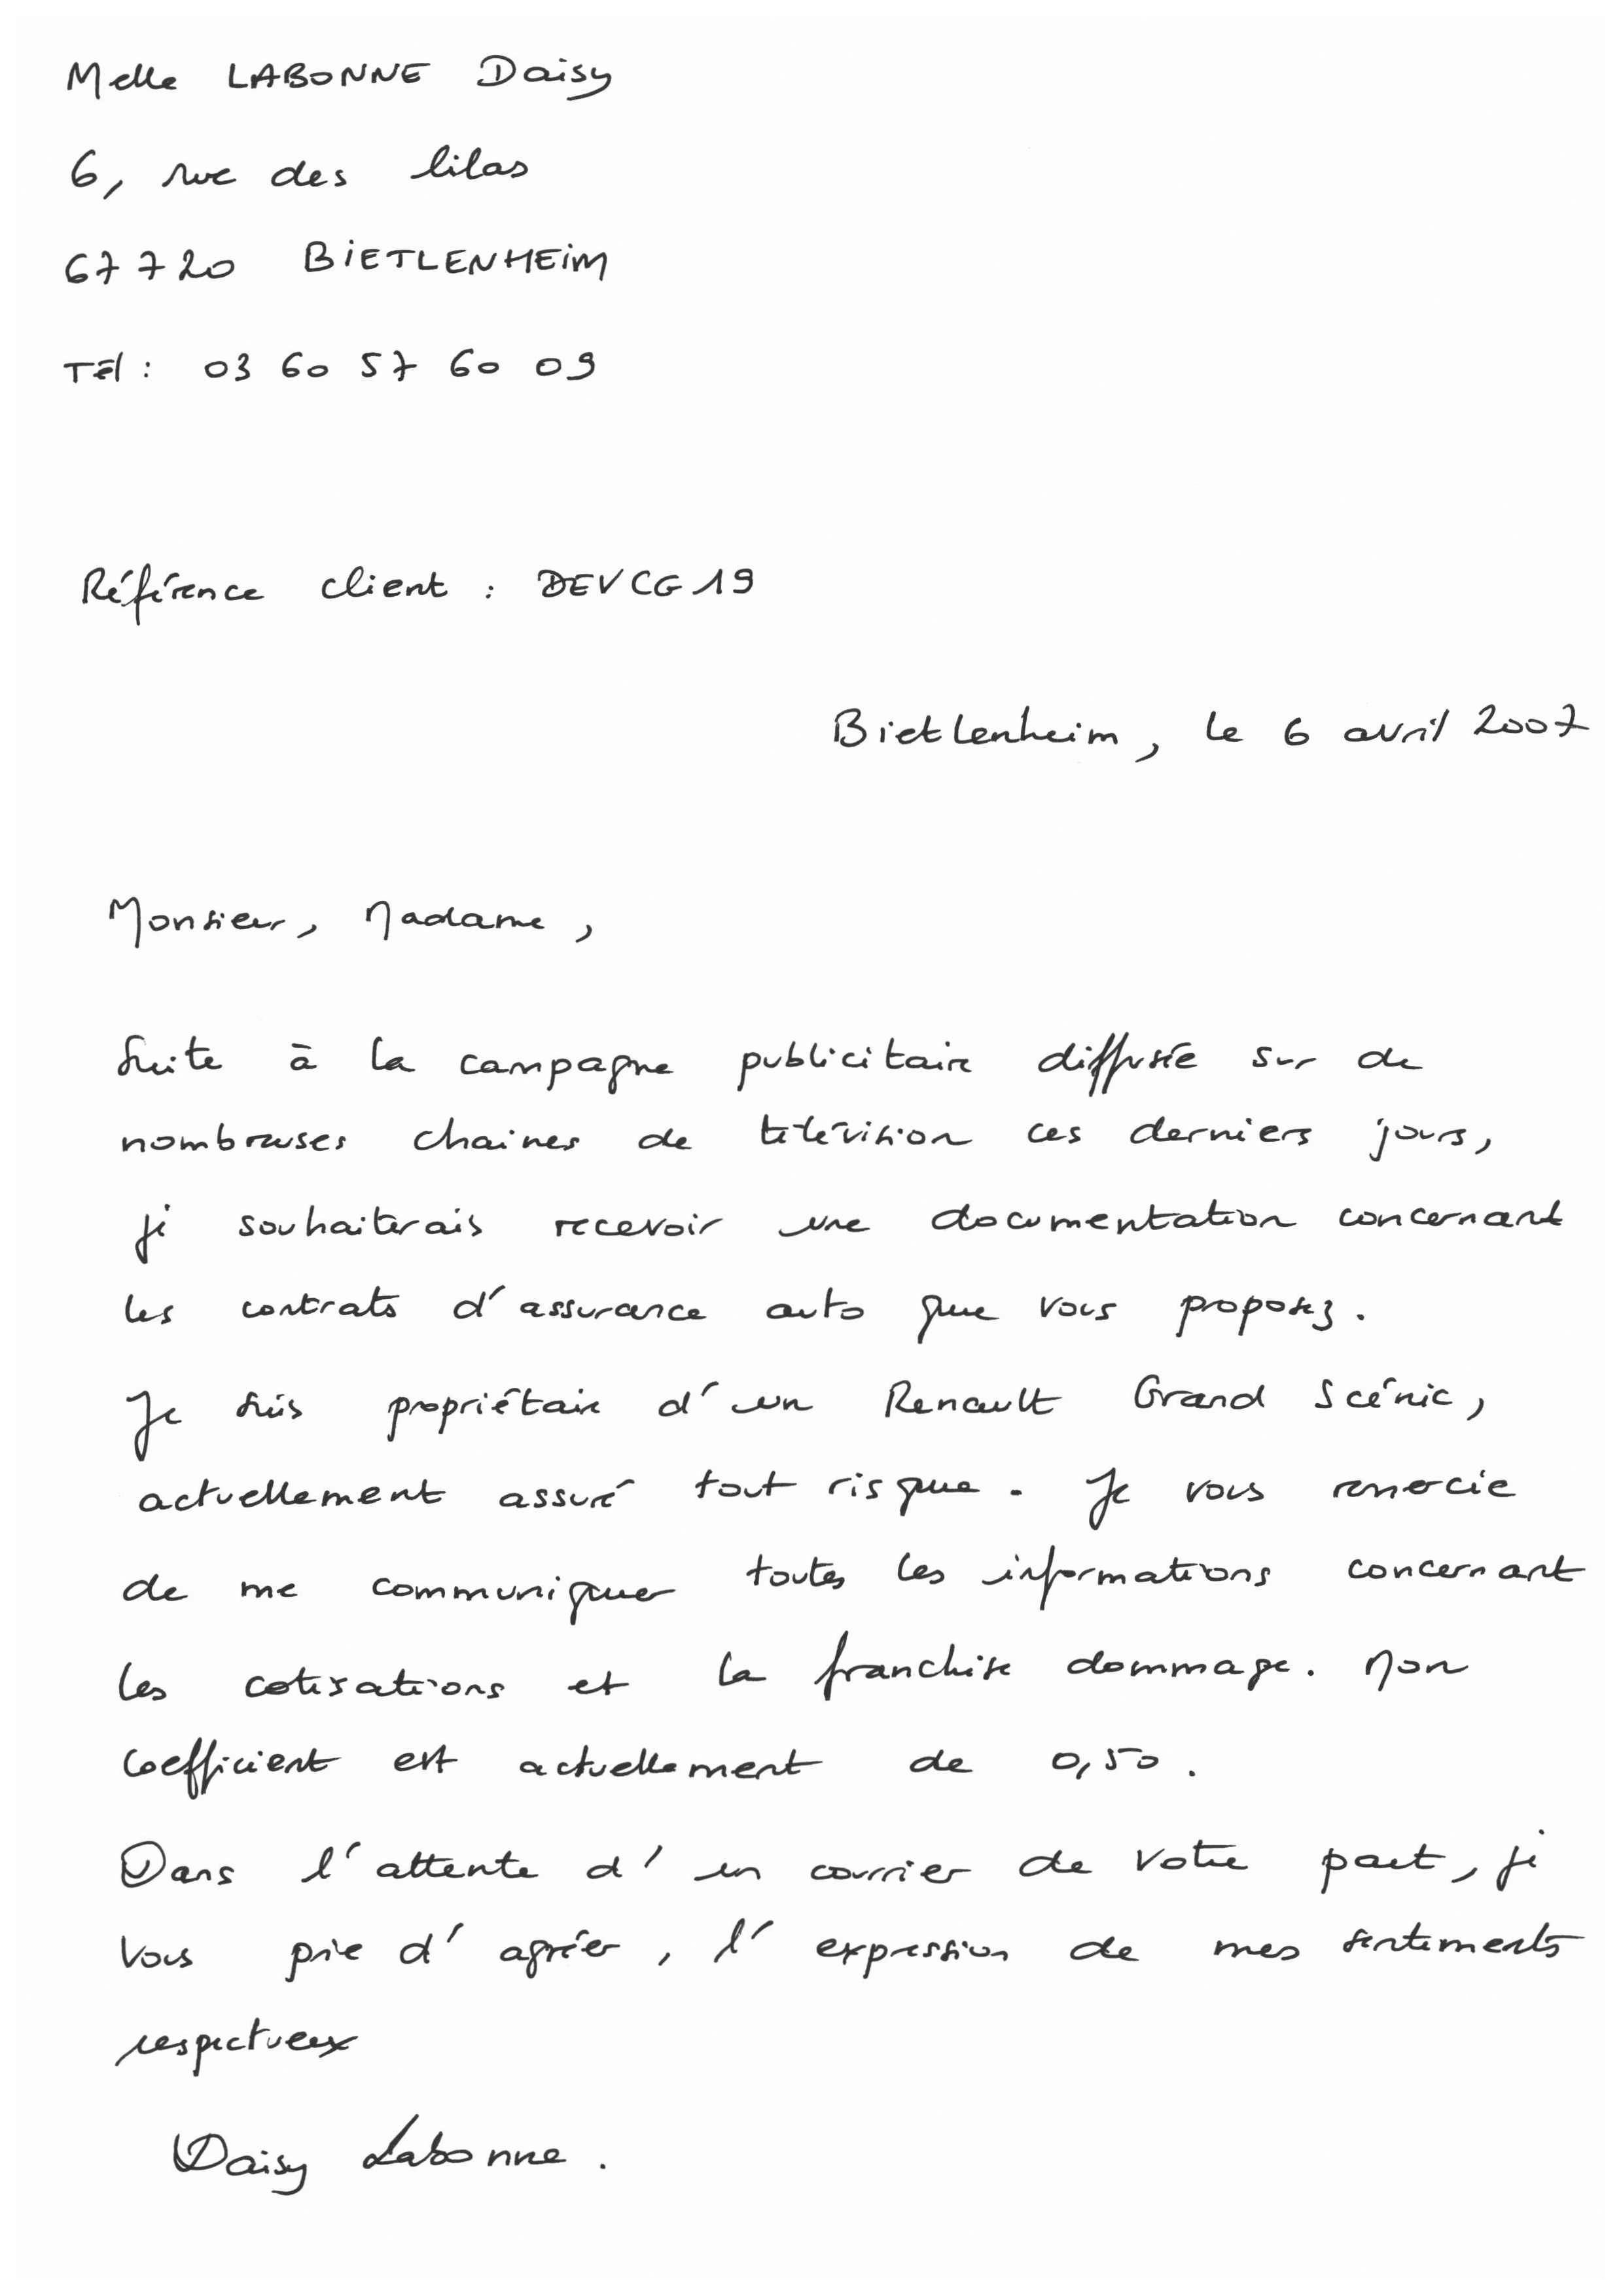 Melle LABONNE Daisy
6, rue des lilas
67720 BIETLENHEIM
Tél : 03 60 57 60 09
Référence client : DEVCG19
Bietlenheim, le 6 avril 2007
Monsieur, Madame,
Suite à la campagne publicitaire diffusée sur de
nombreuses chaines de télévision ces derniers jours,
je souhaiterais recevoir une documentation concernant
les contrats d'assurance auto que vous proposez.
Je suis propriétaire d'un Renault Grand Scénic,
actuellement assuré tout risque. Je vous remercie
de me communiquer toutes les informations concernant
les cotisations et la franchise dommage. Mon
coefficient est actuellement de 0,50.
Dans l'attente d'un courrier de votre part, je
vous prie d'agréer, l'expression de mes sentiments
respectueux
Daisy Labonne.